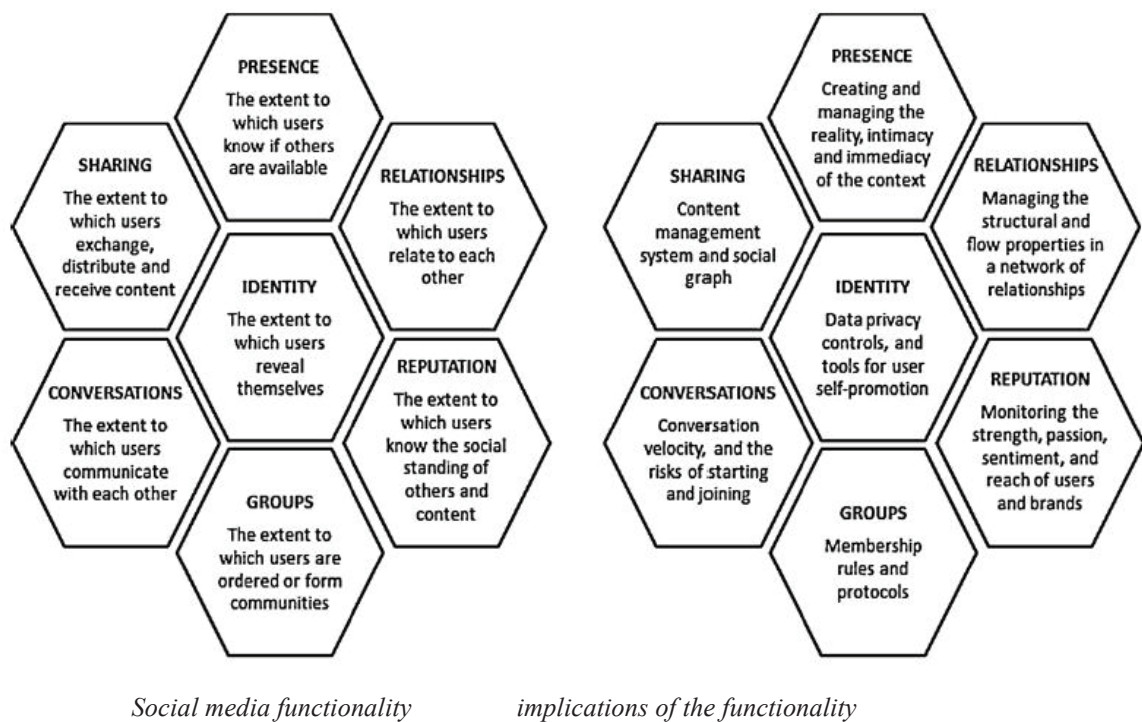 PRESENCE
The extent to
which users
know if others
are available
SHARING
The extent to
which users
exchange,
distribute and
receive content
RELATIONSHIPS
The extent to
which users
relate to each
other
IDENTITY
The extent to
which users
reveal
themselves
CONVERSATIONS
The extent to
which users
communicate
with each other
REPUTATION
The extent to
which users
know the social
standing of
others and
content
GROUPS
The extent to
which users are
ordered or form
communities
PRESENCE
Creating and
managing the
reality, intimacy
and immediacy
of the context
SHARING
Content
management
system and social
graph
RELATIONSHIPS
Managing the
structural and
flow properties in
a network of
relationships
IDENTITY
Data privacy
controls, and
tools for user
self-promotion
CONVERSATIONS
Conversation
velocity, and the
risks of starting
and joining
REPUTATION
Monitoring the
strength, passion,
sentiment, and
reach of users
and brands
GROUPS
Membership
rules and
protocols
Social media functionality
implications of the functionality